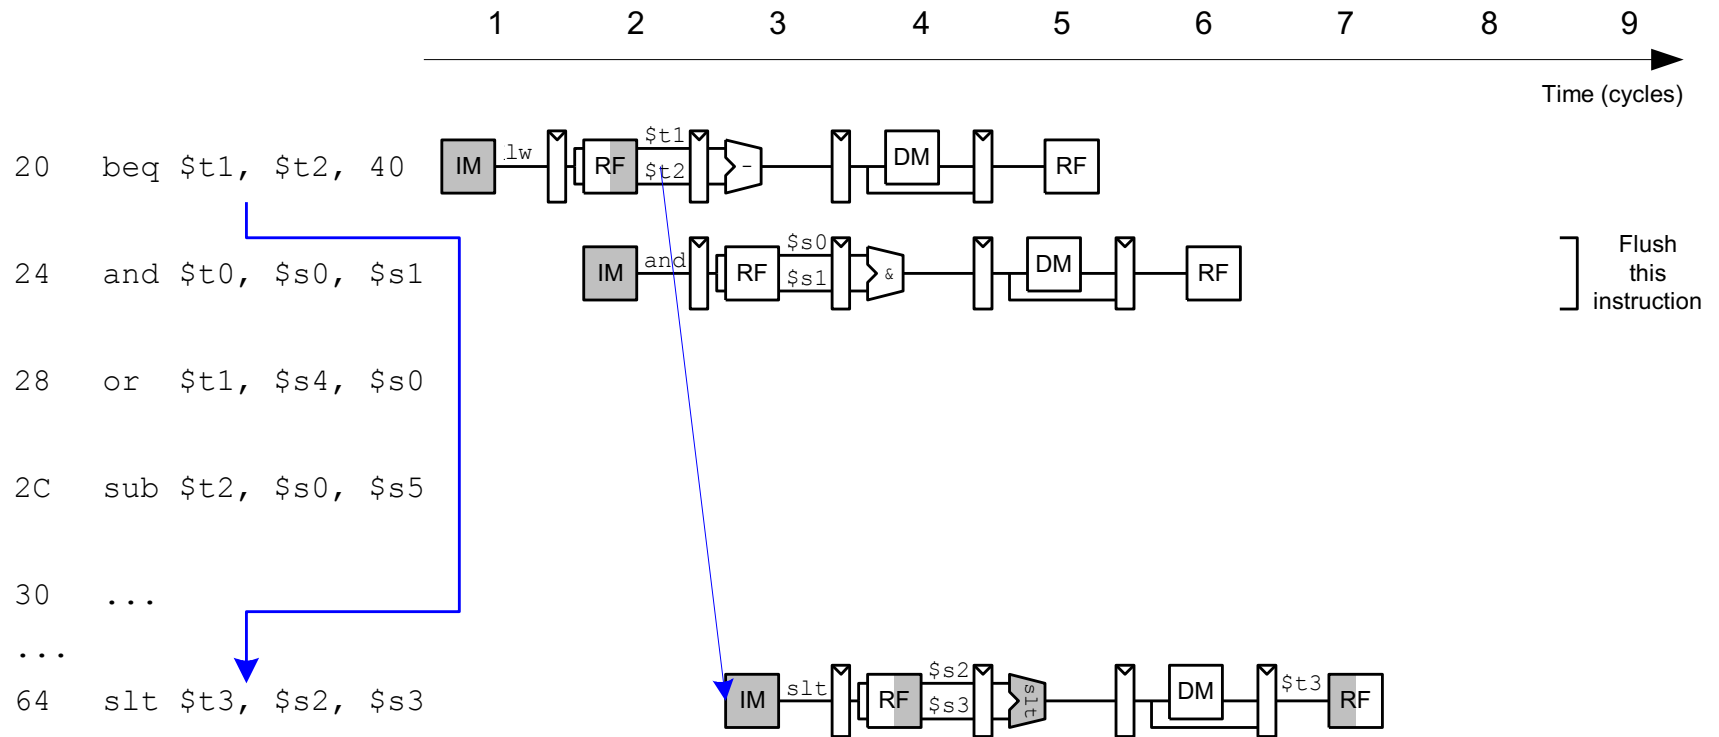 1 2 3 4 5 6 7 8 9
Time (cycles)
20 beq $t1, $t2, 40 IM lw RF $t1 $t2 - DM RF
24 and $t0, $s0, $s1 IM and RF $s0 $s1 & DM RF
Flush
this
instruction
28 or $t1, $s4, $s0
2C sub $t2, $s0, $s5
30 ...
...
64 slt $t3, $s2, $s3 IM slt RF $s2 $s3 slt DM $t3 RF